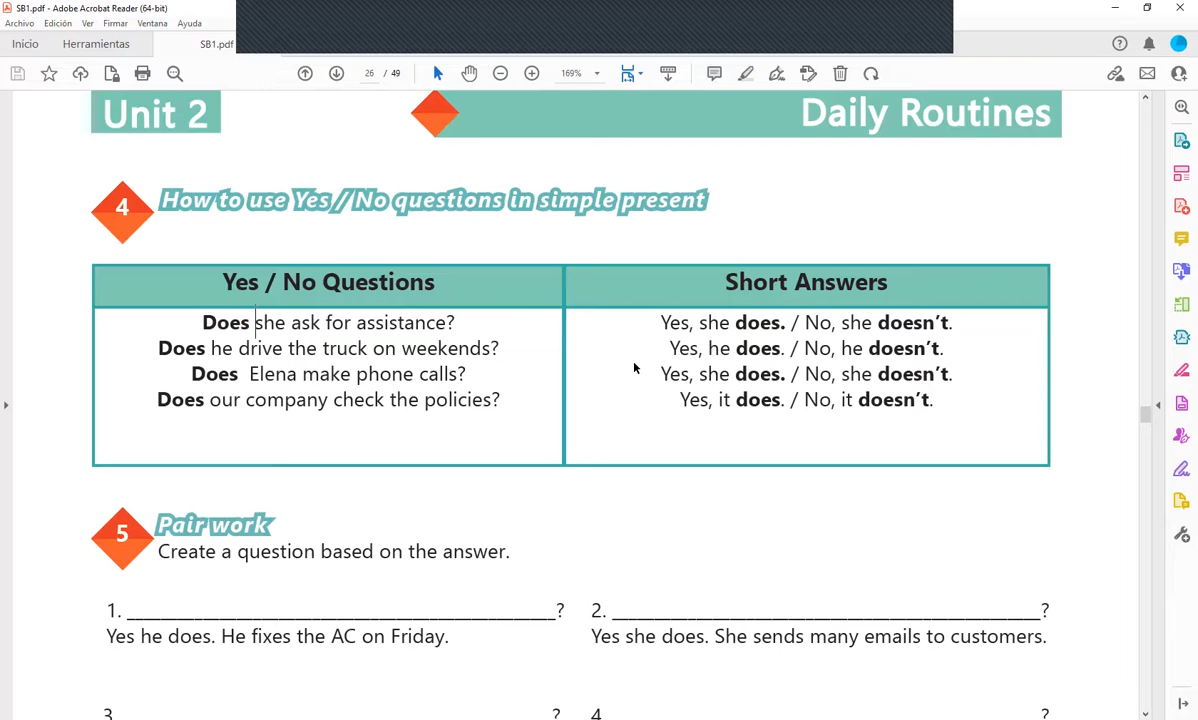 SB1.pdf - Adobe Acrobat Reader (64-bit)
Archivo Edición Ver Firmar Ventana Ayuda
Inicio Herramientas SB1.pdf
26 / 49 169%
Unit 2 Daily Routines
4 How to use Yes / No questions in simple present
Yes / No Questions Short Answers
Does she ask for assistance? Yes, she does. / No, she doesn't.
Does he drive the truck on weekends? Yes, he does. / No, he doesn't.
Does Elena make phone calls? Yes, she does. / No, she doesn't.
Does our company check the policies? Yes, it does. / No, it doesn't.
5 Pair work
Create a question based on the answer.
1. ________________________________________? 2. ________________________________________?
Yes he does. He fixes the AC on Friday. Yes she does. She sends many emails to customers.
3 ? 4 ?